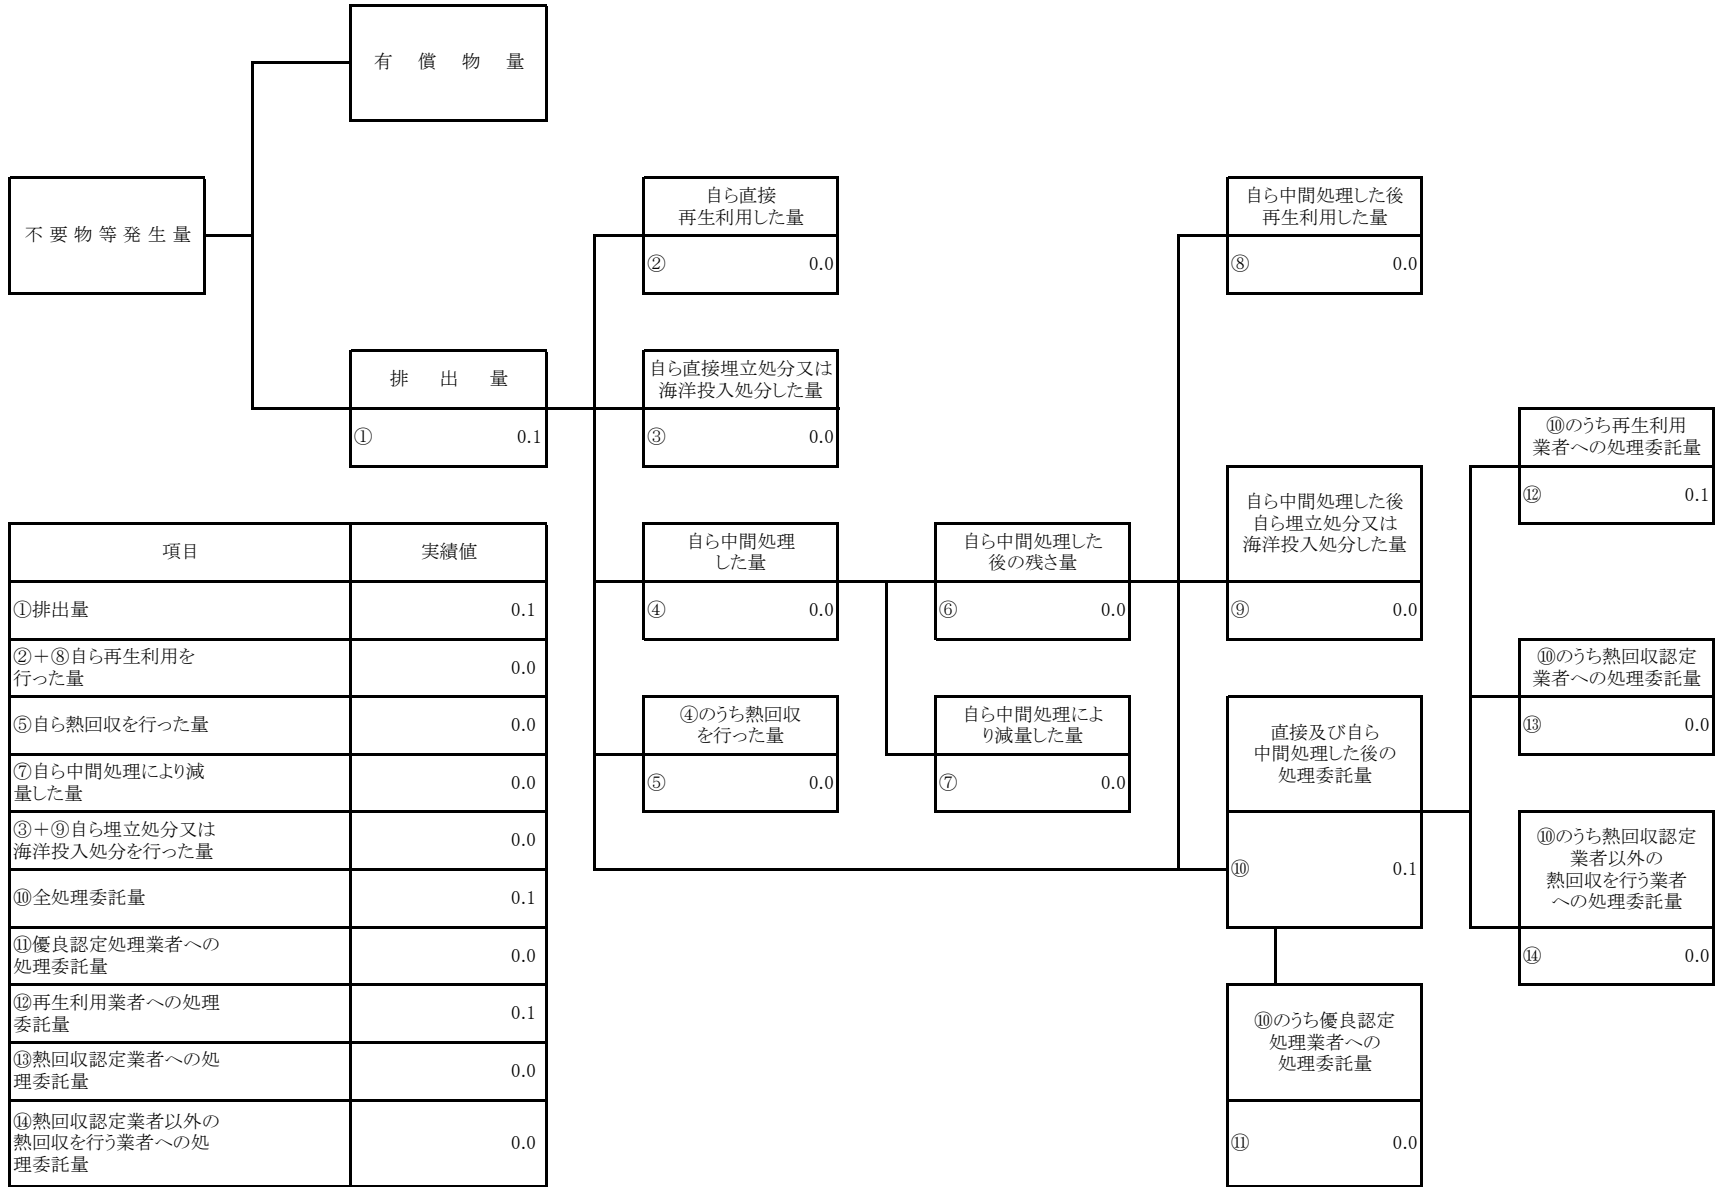 有償物量
不要物等発生量
排出量
① 0.1
自ら直接
再生利用した量
② 0.0
自ら直接埋立処分又は
海洋投入処分した量
③ 0.0
自ら中間処理
した量
④ 0.0
④のうち熱回収
を行った量
⑤ 0.0
自ら中間処理した
後の残さ量
⑥ 0.0
自ら中間処理によ
り減量した量
⑦ 0.0
自ら中間処理した後
再生利用した量
⑧ 0.0
自ら中間処理した後
自ら埋立処分又は
海洋投入処分した量
⑨ 0.0
直接及び自ら
中間処理した後の
処理委託量
⑩ 0.1
⑩のうち優良認定
処理業者への
処理委託量
⑪ 0.0
⑩のうち再生利用
業者への処理委託量
⑫ 0.1
⑩のうち熱回収認定
業者への処理委託量
⑬ 0.0
⑩のうち熱回収認定
業者以外の
熱回収を行う業者
への処理委託量
⑭ 0.0
項目 実績値
①排出量 0.1
②＋⑧自ら再生利用を
行った量 0.0
⑤自ら熱回収を行った量 0.0
⑦自ら中間処理により減
量した量 0.0
③＋⑨自ら埋立処分又は
海洋投入処分を行った量 0.0
⑩全処理委託量 0.1
⑪優良認定処理業者への
処理委託量 0.0
⑫再生利用業者への処理
委託量 0.1
⑬熱回収認定業者への処
理委託量 0.0
⑭熱回収認定業者以外の
熱回収を行う業者への処
理委託量 0.0